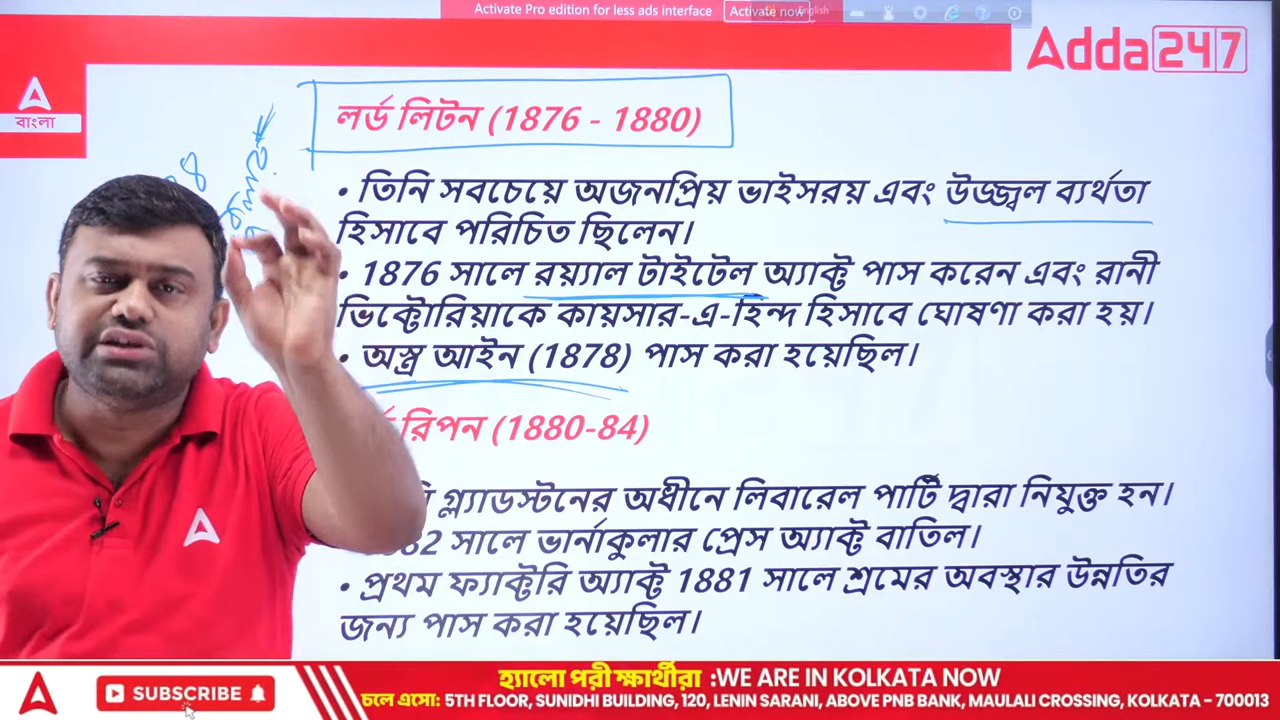 Activate Pro edition for less ads interface
Activate now
English
Adda247
বাংলা
লর্ড লিটন (1876 - 1880)
• তিনি সবচেয়ে অজনপ্রিয় ভাইসরয় এবং উজ্জ্বল ব্যর্থতা
হিসাবে পরিচিত ছিলেন।
• 1876 সালে রয়্যাল টাইটেল অ্যাক্ট পাস করেন এবং রানী
ভিক্টোরিয়াকে কায়সার-এ-হিন্দ হিসাবে ঘোষণা করা হয়।
• অস্ত্র আইন (1878) পাস করা হয়েছিল।
রিপন (1880-84)
গ্ল্যাডস্টনের অধীনে লিবারেল পার্টি দ্বারা নিযুক্ত হন।
82 সালে ভার্নাকুলার প্রেস অ্যাক্ট বাতিল।
• প্রথম ফ্যাক্টরি অ্যাক্ট 1881 সালে শ্রমের অবস্থার উন্নতির
জন্য পাস করা হয়েছিল।
হ্যালো পরীক্ষার্থীরা :WE ARE IN KOLKATA NOW
SUBSCRIBE
চলে এসো: 5TH FLOOR, SUNIDHI BUILDING, 120, LENIN SARANI, ABOVE PNB BANK, MAULALI CROSSING, KOLKATA - 700013